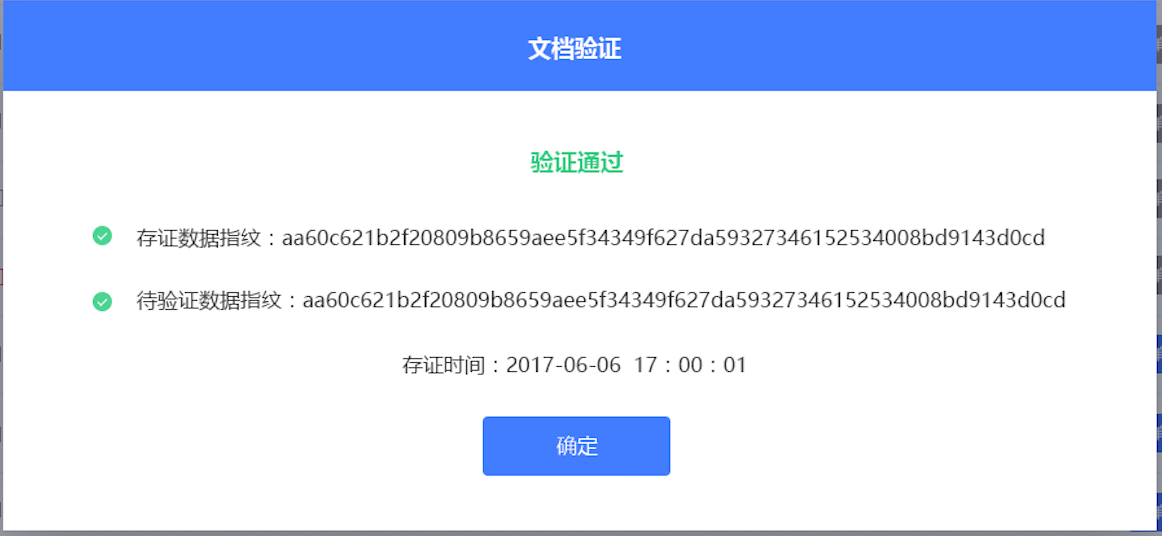 文档验证
验证通过
存证数据指纹：aa60c621b2f20809b8659aee5f34349f627da59327346152534008bd9143d0cd
待验证数据指纹：aa60c621b2f20809b8659aee5f34349f627da59327346152534008bd9143d0cd
存证时间：2017-06-06 17：00：01
确定